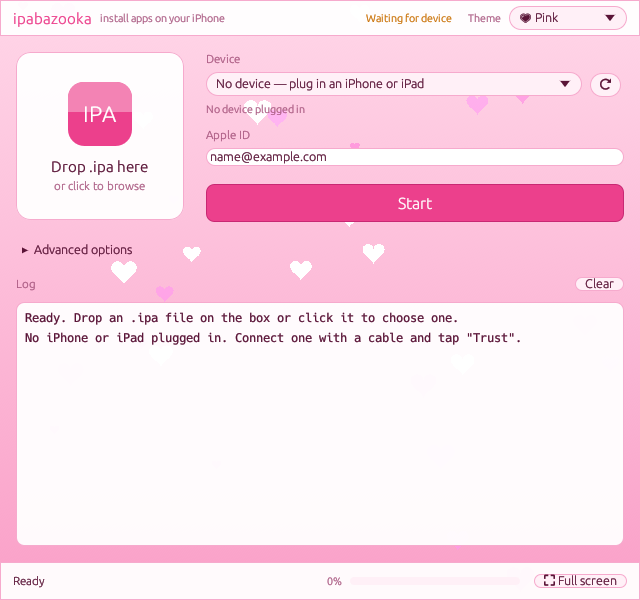 ipabazooka install apps on your iPhone Waiting for device Theme Pink
Device
No device — plug in an iPhone or iPad
No device plugged in
IPA
Drop .ipa here
or click to browse
Apple ID
name@example.com
Start
Advanced options
Log Clear
Ready. Drop an .ipa file on the box or click it to choose one.
No iPhone or iPad plugged in. Connect one with a cable and tap "Trust".
Ready 0% Full screen